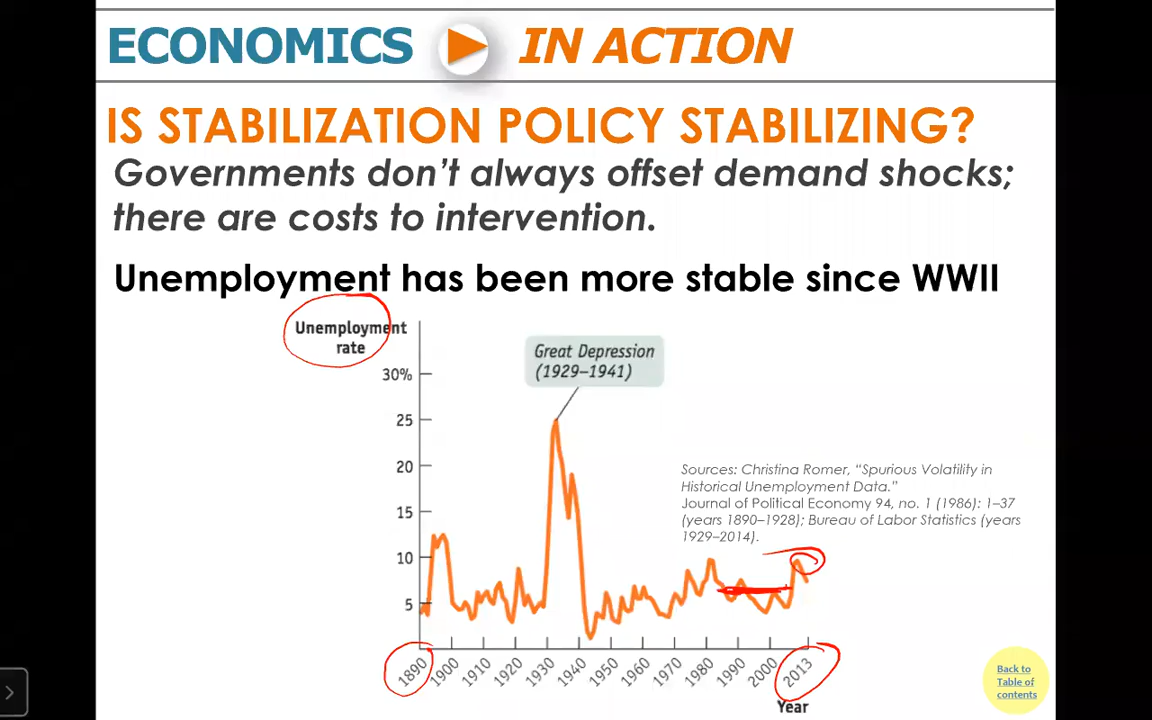 ECONOMICS IN ACTION
IS STABILIZATION POLICY STABILIZING?
Governments don't always offset demand shocks;
there are costs to intervention.
Unemployment has been more stable since WWII
Unemployment
rate
Great Depression
(1929–1941)
30%
25
20
15
10
5
Sources: Christina Romer, “Spurious Volatility in
Historical Unemployment Data.”
Journal of Political Economy 94, no. 1 (1986): 1–37
(years 1890–1928); Bureau of Labor Statistics (years
1929–2014).
1890 1900 1910 1920 1930 1940 1950 1960 1970 1980 1990 2000 2013
Year
Back to
Table of
contents